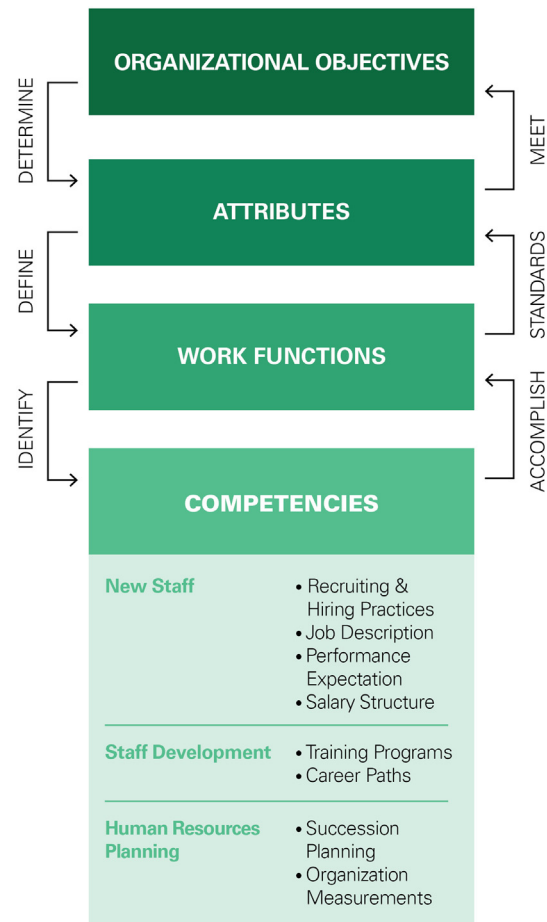 ORGANIZATIONAL OBJECTIVES
DETERMINE
MEET
ATTRIBUTES
DEFINE
STANDARDS
WORK FUNCTIONS
IDENTIFY
ACCOMPLISH
COMPETENCIES
New Staff
• Recruiting &
Hiring Practices
• Job Description
• Performance
Expectation
• Salary Structure
Staff Development
• Training Programs
• Career Paths
Human Resources
Planning
• Succession
Planning
• Organization
Measurements